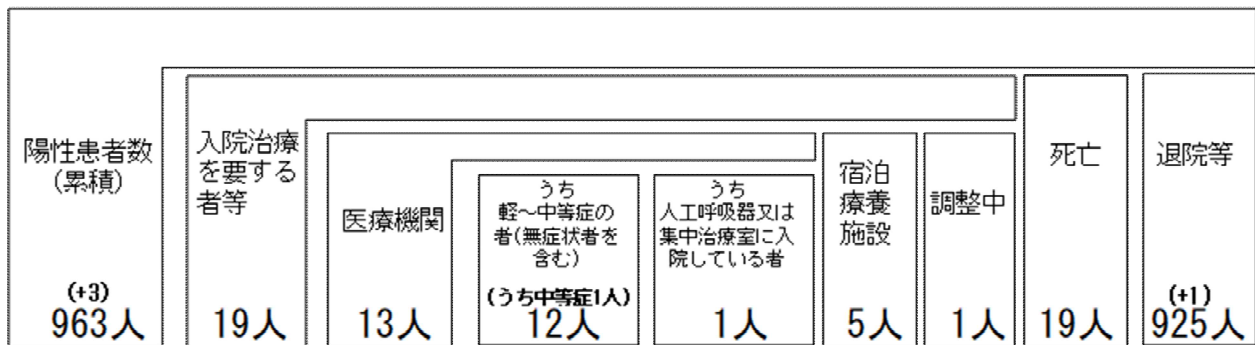 陽性患者数
(累積)
(+3)
963人
入院治療
を要する
者等
19人
医療機関
13人
うち
軽～中等症の
者(無症状者を
含む)
(うち中等症1人)
12人
うち
人工呼吸器又は
集中治療室に入
院している者
1人
宿泊
療養
施設
5人
調整中
1人
死亡
19人
退院等
(+1)
925人